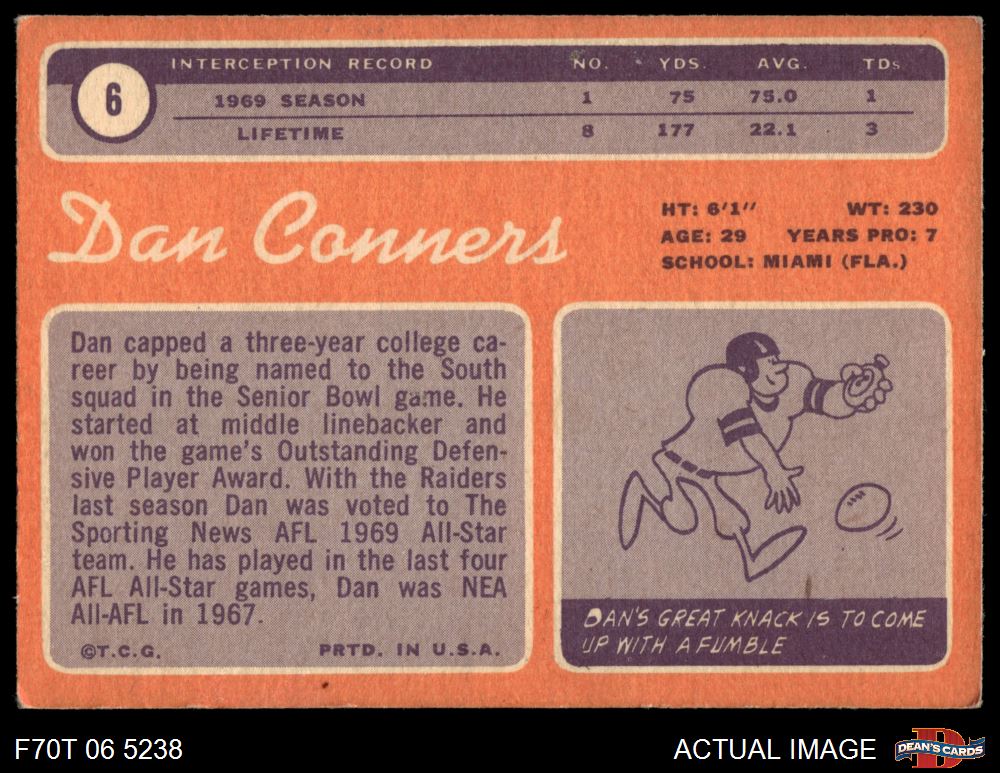 6
INTERCEPTION RECORD NO. YDS. AVG. TDs.
1969 SEASON 1 75 75.0 1
LIFETIME 8 177 22.1 3
Dan Conners
HT: 6'1'' WT: 230
AGE: 29 YEARS PRO: 7
SCHOOL: MIAMI (FLA.)
Dan capped a three-year college ca-
reer by being named to the South
squad in the Senior Bowl game. He
started at middle linebacker and
won the game's Outstanding Defen-
sive Player Award. With the Raiders
last season Dan was voted to The
Sporting News AFL 1969 All-Star
team. He has played in the last four
AFL All-Star games, Dan was NEA
All-AFL in 1967.
©T.C.G. PRTD. IN U.S.A.
DAN'S GREAT KNACK IS TO COME
UP WITH A FUMBLE
F70T 06 5238
ACTUAL IMAGE
D
DEAN'S CARDS